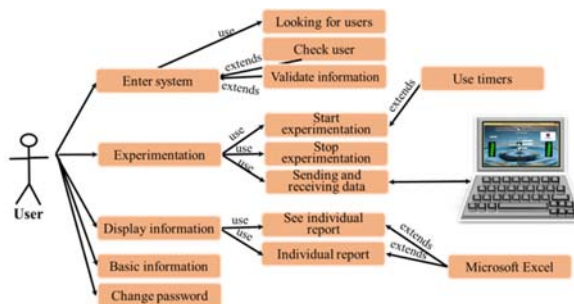 Looking for users
use
Check user
extends
Enter system
Validate information
extends
Use timers
extends
Start
experimentation
use
Experimentation
use
Stop
experimentation
use
Sending and
receiving data
User
Display information
use
See individual
report
use
Individual report
extends
extends
Basic information
Microsoft Excel
Change password